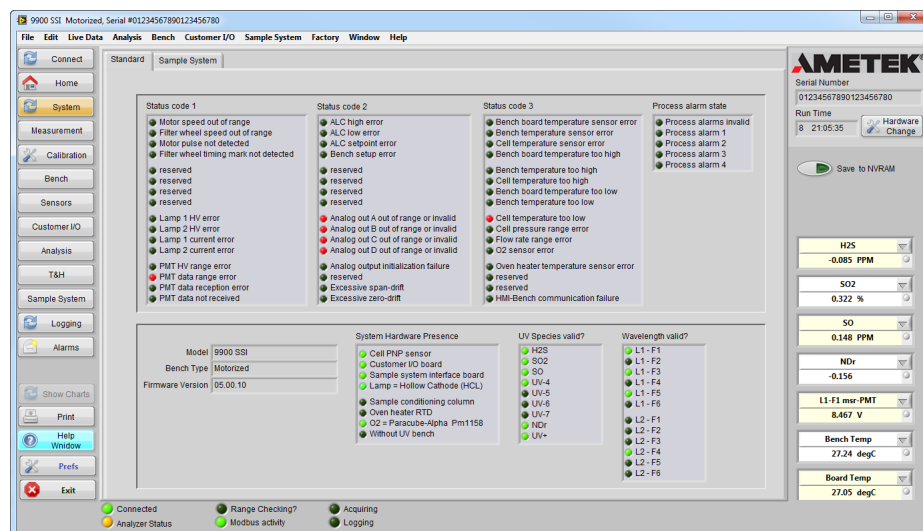 9900 SSI Motorized, Serial #01234567890123456780
File Edit Live Data Analysis Bench Customer I/O Sample System Factory Window Help
Connect
Home
System
Measurement
Calibration
Bench
Sensors
Customer I/O
Analysis
T&H
Sample System
Logging
Alarms
Show Charts
Print
Help
Wnidow
Prefs
Exit
Standard Sample System
Status code 1
Motor speed out of range
Filter wheel speed out of range
Motor pulse not detected
Filter wheel timing mark not detected
reserved
reserved
reserved
reserved
Lamp 1 HV error
Lamp 2 HV error
Lamp 1 current error
Lamp 2 current error
PMT HV range error
PMT data range error
PMT data reception error
PMT data not received
Status code 2
ALC high error
ALC low error
ALC setpoint error
Bench setup error
reserved
reserved
reserved
reserved
Analog out A out of range or invalid
Analog out B out of range or invalid
Analog out C out of range or invalid
Analog out D out of range or invalid
Analog output initialization failure
reserved
Excessive span-drift
Excessive zero-drift
Status code 3
Bench board temperature sensor error
Bench temperature sensor error
Cell temperature sensor error
Bench board temperature too high
Bench temperature too high
Cell temperature too high
Bench board temperature too low
Bench temperature too low
Cell temperature too low
Cell pressure range error
Flow rate range error
O2 sensor error
Oven heater temperature sensor error
reserved
reserved
HMI-Bench communication failure
Process alarm state
Process alarms invalid
Process alarm 1
Process alarm 2
Process alarm 3
Process alarm 4
Model 9900 SSI
Bench Type Motorized
Firmware Version 05.00.10
System Hardware Presence
Cell PNP sensor
Customer I/O board
Sample system interface board
Lamp = Hollow Cathode (HCL)
Sample conditioning column
Oven heater RTD
O2 = Paracube-Alpha Pm1158
Without UV bench
UV Species valid?
H2S
SO2
SO
UV-4
UV-5
UV-6
UV-7
NDr
UV+
Wavelength valid?
L1 - F1
L1 - F2
L1 - F3
L1 - F4
L1 - F5
L1 - F6
L2 - F1
L2 - F2
L2 - F3
L2 - F4
L2 - F5
L2 - F6
AMETEK®
Serial Number
01234567890123456780
Run Time
8 21:05:35
Hardware
Change
Save to NVRAM
H2S
-0.085 PPM
SO2
0.322 %
SO
0.148 PPM
NDr
-0.156
L1-F1 msr-PMT
8.467 V
Bench Temp
27.24 degC
Board Temp
27.05 degC
Connected Range Checking? Acquiring
Analyzer Status Modbus activity Logging